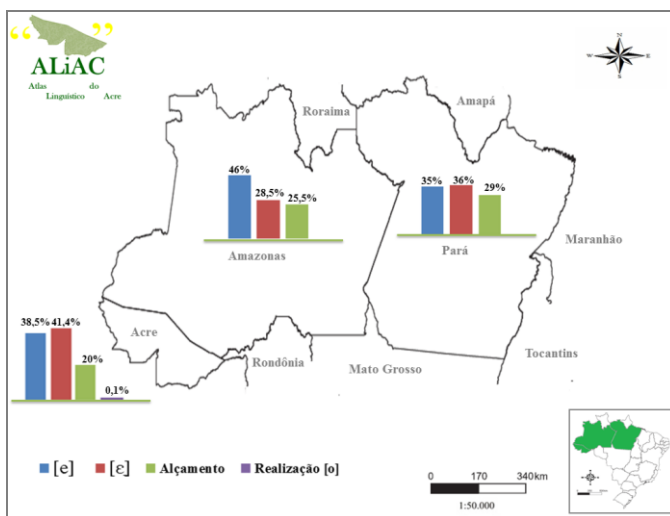 ALiAC
Atlas do
Linguístico Acre
N
W E
S
Roraima
Amapá
46%
28,5%
25,5%
35%
36%
29%
Amazonas
Pará
Maranhão
38,5%
41,4%
20%
0,1%
Acre
Rondônia
Mato Grosso
Tocantins
[e] [ɛ] Alçamento Realização [o]
0 170 340km
1:50.000